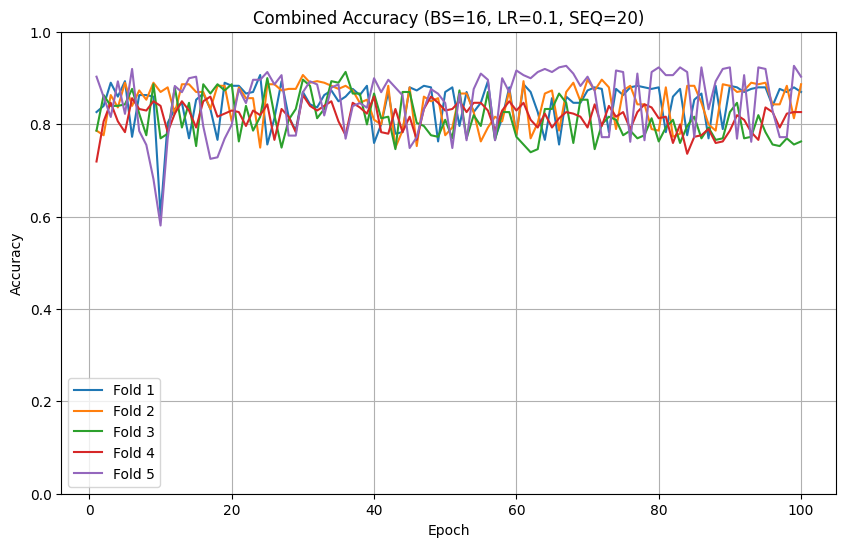 Combined Accuracy (BS=16, LR=0.1, SEQ=20)
1.0
0.8
0.6
0.4
0.2
0.0
Accuracy
Fold 1
Fold 2
Fold 3
Fold 4
Fold 5
0 20 40 60 80 100
Epoch